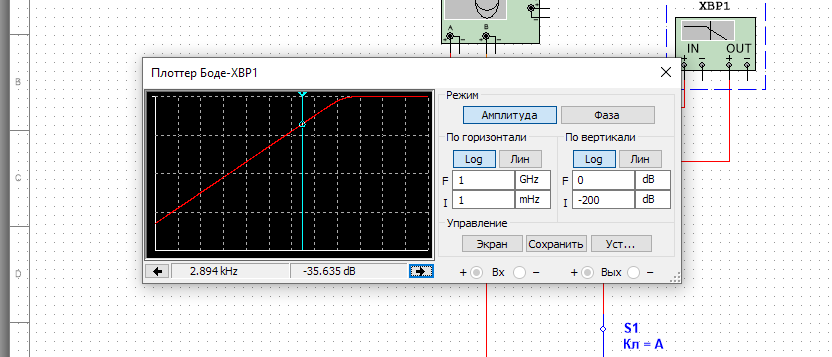 XBP1
A B
IN OUT
B
C
D
Плоттер Боде-XBP1
Режим
Амплитуда Фаза
По горизонтали По вертикали
Log Лин Log Лин
F 1 GHz F 0 dB
I 1 mHz I -200 dB
Управление
Экран Сохранить Уст...
2.894 kHz -35.635 dB
+ Вх − + Вых −
S1
Кл = A